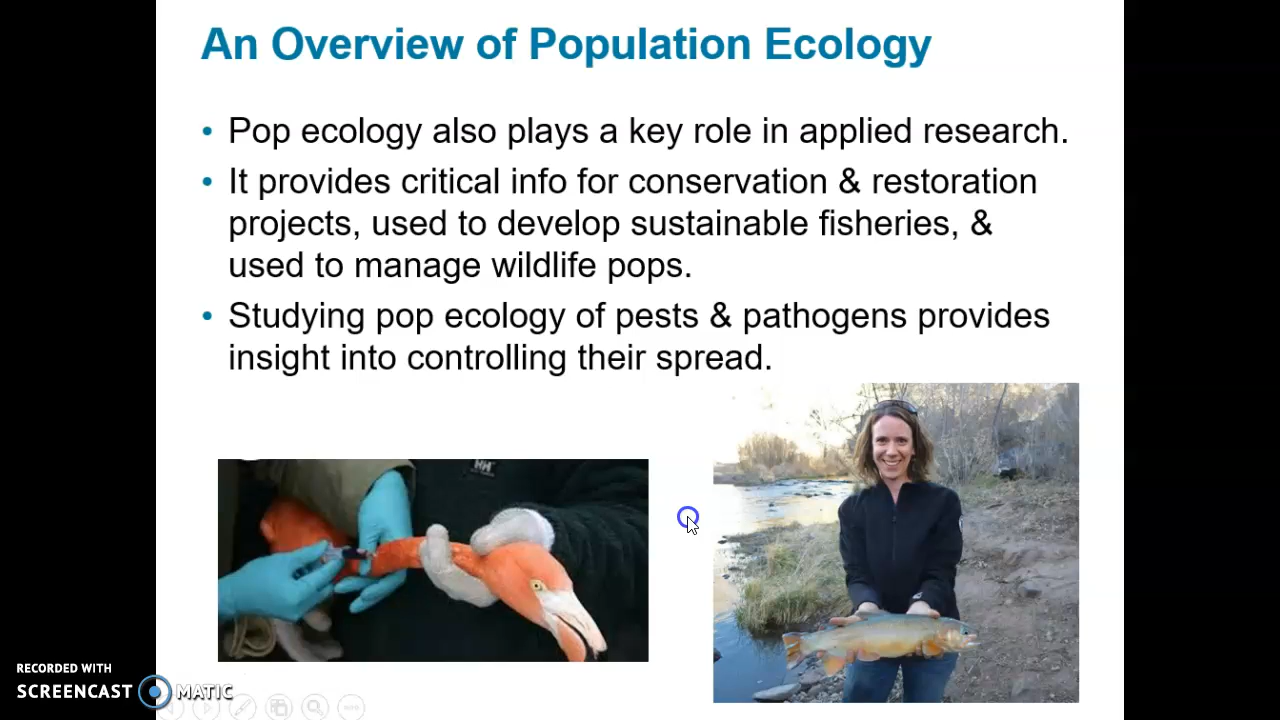 An Overview of Population Ecology
• Pop ecology also plays a key role in applied research.
• It provides critical info for conservation & restoration
projects, used to develop sustainable fisheries, &
used to manage wildlife pops.
• Studying pop ecology of pests & pathogens provides
insight into controlling their spread.
HH
RECORDED WITH
SCREENCAST MATIC